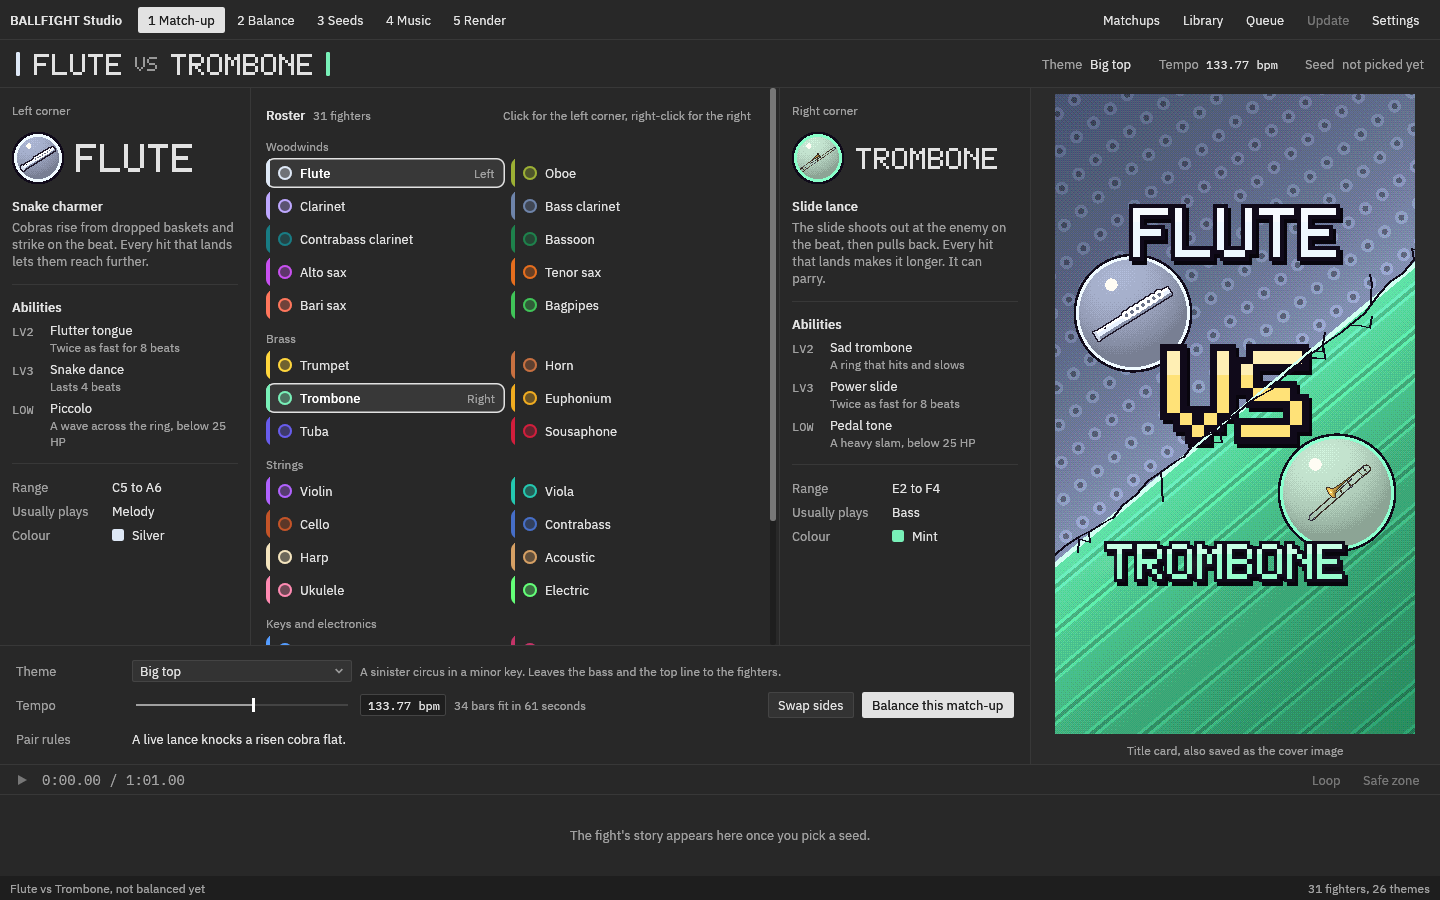 BALLFIGHT Studio
1 Match-up
2 Balance
3 Seeds
4 Music
5 Render
Matchups
Library
Queue
Update
Settings
FLUTE VS TROMBONE
Theme Big top
Tempo 133.77 bpm
Seed not picked yet
Left corner
FLUTE
Snake charmer
Cobras rise from dropped baskets and
strike on the beat. Every hit that lands
lets them reach further.
Abilities
LV2 Flutter tongue
Twice as fast for 8 beats
LV3 Snake dance
Lasts 4 beats
LOW Piccolo
A wave across the ring, below 25
HP
Range C5 to A6
Usually plays Melody
Colour Silver
Roster 31 fighters
Click for the left corner, right-click for the right
Woodwinds
Flute Left
Oboe
Clarinet
Bass clarinet
Contrabass clarinet
Bassoon
Alto sax
Tenor sax
Bari sax
Bagpipes
Brass
Trumpet
Horn
Trombone Right
Euphonium
Tuba
Sousaphone
Strings
Violin
Viola
Cello
Contrabass
Harp
Acoustic
Ukulele
Electric
Keys and electronics
Right corner
TROMBONE
Slide lance
The slide shoots out at the enemy on
the beat, then pulls back. Every hit
that lands makes it longer. It can
parry.
Abilities
LV2 Sad trombone
A ring that hits and slows
LV3 Power slide
Twice as fast for 8 beats
LOW Pedal tone
A heavy slam, below 25 HP
Range E2 to F4
Usually plays Bass
Colour Mint
FLUTE
VS
TROMBONE
Title card, also saved as the cover image
Theme Big top A sinister circus in a minor key. Leaves the bass and the top line to the fighters.
Tempo 133.77 bpm 34 bars fit in 61 seconds
Swap sides
Balance this match-up
Pair rules A live lance knocks a risen cobra flat.
0:00.00 / 1:01.00
Loop
Safe zone
The fight's story appears here once you pick a seed.
Flute vs Trombone, not balanced yet
31 fighters, 26 themes